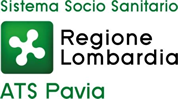 Sistema Socio Sanitario
Regione
Lombardia
ATS Pavia